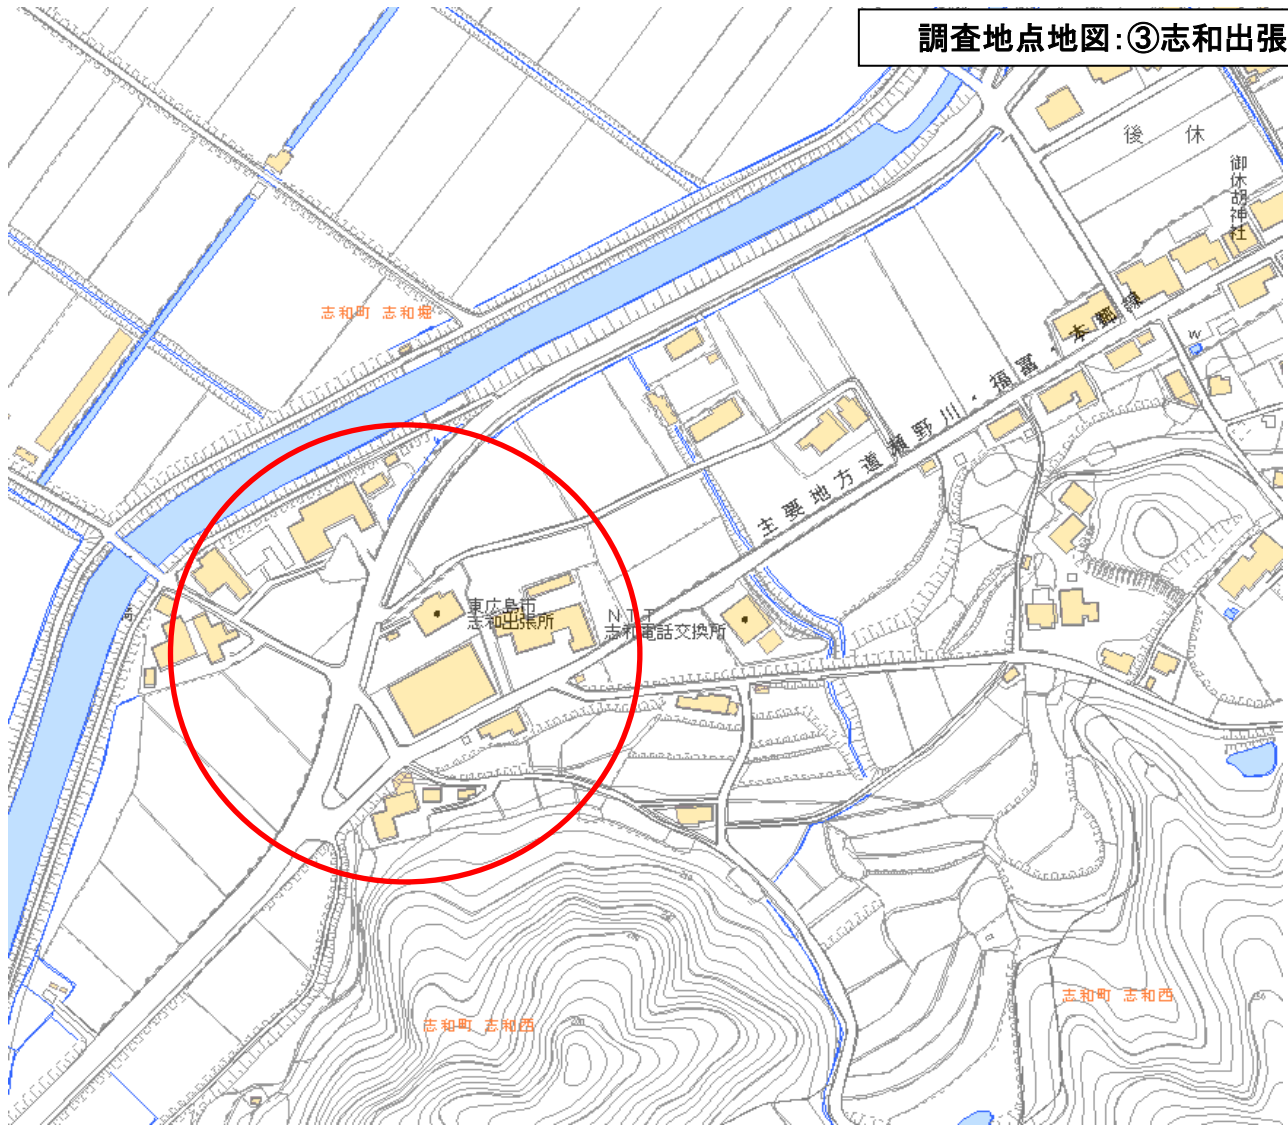 調査地点地図:③志和出張
後 休
御休胡神社
志和町 志和堀
主要地方道瀬野川・福富・本郷線
東広島市
志和出張所
NTT
志和電話交換所
橋
志和町 志和西
志和町 志和西